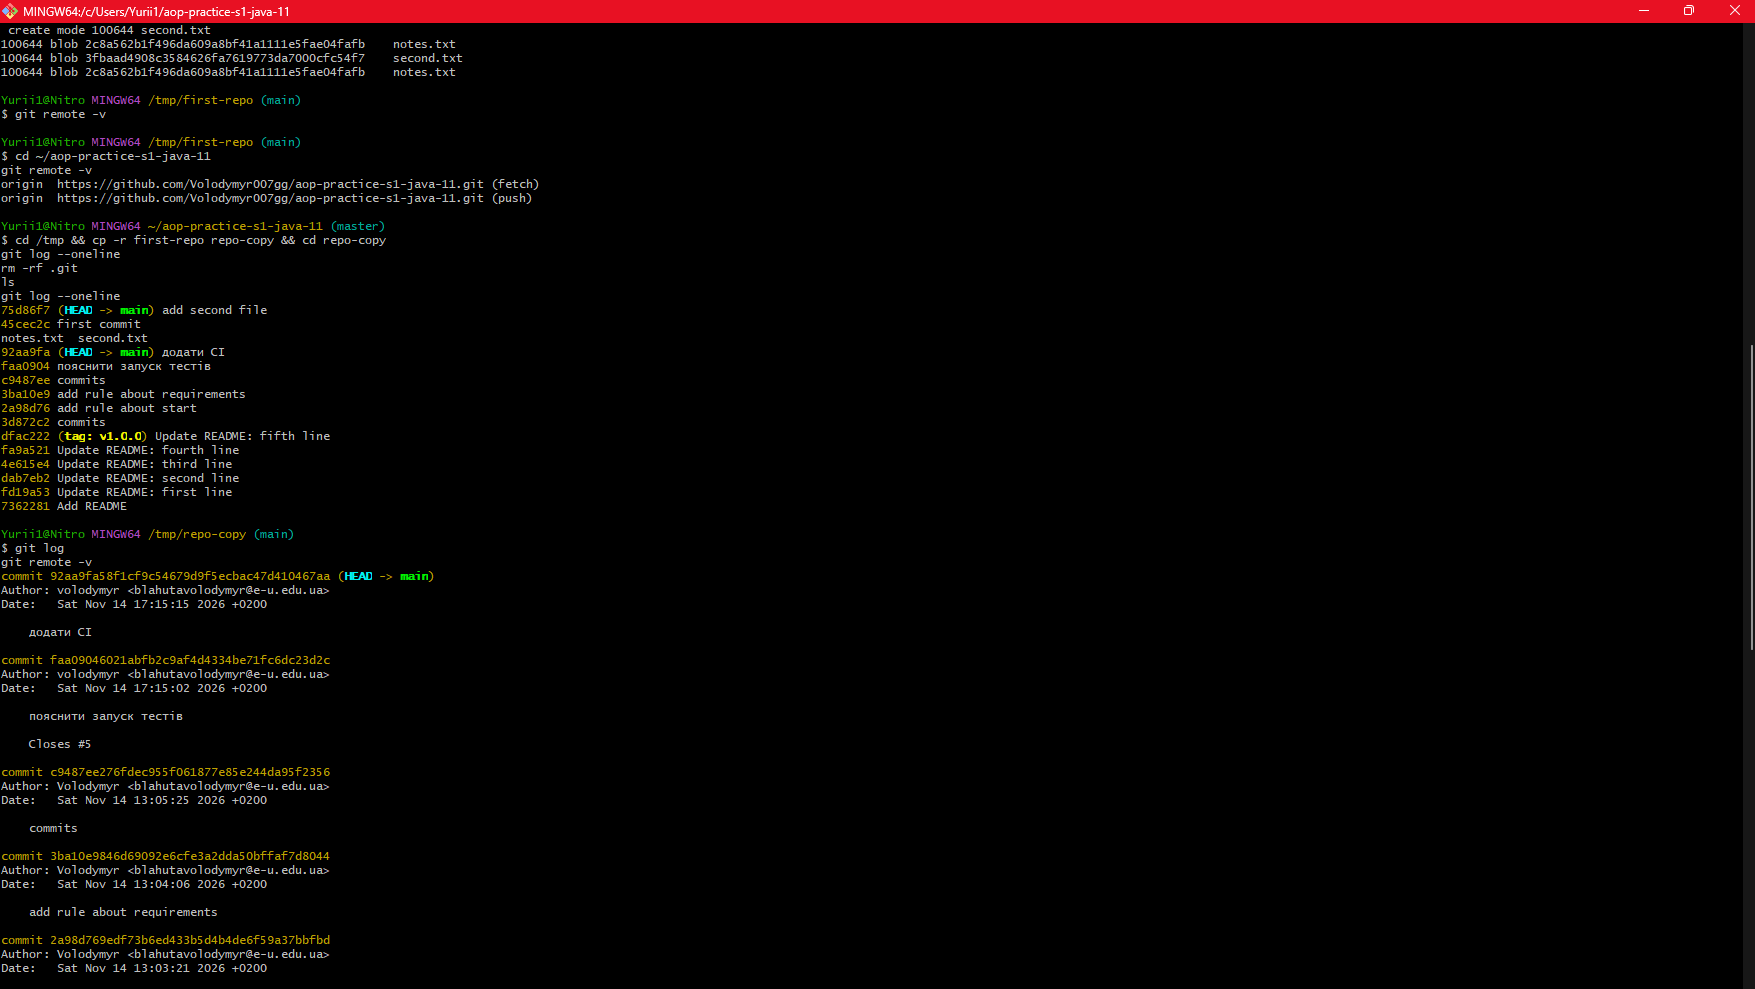 MINGW64:/c/Users/Yurii1/aop-practice-s1-java-11
create mode 100644 second.txt
100644 blob 2c8a562b1f496da609a8bf41a1111e5fae04fafb    notes.txt
100644 blob 3fbaad4908c3584626fa7619773da7000cfc54f7    second.txt
100644 blob 2c8a562b1f496da609a8bf41a1111e5fae04fafb    notes.txt
Yurii1@Nitro MINGW64 /tmp/first-repo (main)
$ git remote -v
Yurii1@Nitro MINGW64 /tmp/first-repo (main)
$ cd ~/aop-practice-s1-java-11
git remote -v
origin  https://github.com/Volodymyr007gg/aop-practice-s1-java-11.git (fetch)
origin  https://github.com/Volodymyr007gg/aop-practice-s1-java-11.git (push)
Yurii1@Nitro MINGW64 ~/aop-practice-s1-java-11 (master)
$ cd /tmp && cp -r first-repo repo-copy && cd repo-copy
git log --oneline
rm -rf .git
ls
git log --oneline
75d86f7 (HEAD -> main) add second file
45cec2c first commit
notes.txt  second.txt
92aa9fa (HEAD -> main) додати CI
faa0904 пояснити запуск тестів
c9487ee commits
3ba10e9 add rule about requirements
2a98d76 add rule about start
3d872c2 commits
dfac222 (tag: v1.0.0) Update README: fifth line
fa9a521 Update README: fourth line
4e615e4 Update README: third line
dab7eb2 Update README: second line
fd19a53 Update README: first line
7362281 Add README
Yurii1@Nitro MINGW64 /tmp/repo-copy (main)
$ git log
git remote -v
commit 92aa9fa58f1cf9c54679d9f5ecbac47d410467aa (HEAD -> main)
Author: volodymyr <blahutavolodymyr@e-u.edu.ua>
Date:   Sat Nov 14 17:15:15 2026 +0200
додати CI
commit faa09046021abfb2c9af4d4334be71fc6dc23d2c
Author: volodymyr <blahutavolodymyr@e-u.edu.ua>
Date:   Sat Nov 14 17:15:02 2026 +0200
пояснити запуск тестів
Closes #5
commit c9487ee276fdec955f061877e85e244da95f2356
Author: Volodymyr <blahutavolodymyr@e-u.edu.ua>
Date:   Sat Nov 14 13:05:25 2026 +0200
commits
commit 3ba10e9846d69092e6cfe3a2dda50bffaf7d8044
Author: Volodymyr <blahutavolodymyr@e-u.edu.ua>
Date:   Sat Nov 14 13:04:06 2026 +0200
add rule about requirements
commit 2a98d769edf73b6ed433b5d4b4de6f59a37bbfbd
Author: Volodymyr <blahutavolodymyr@e-u.edu.ua>
Date:   Sat Nov 14 13:03:21 2026 +0200